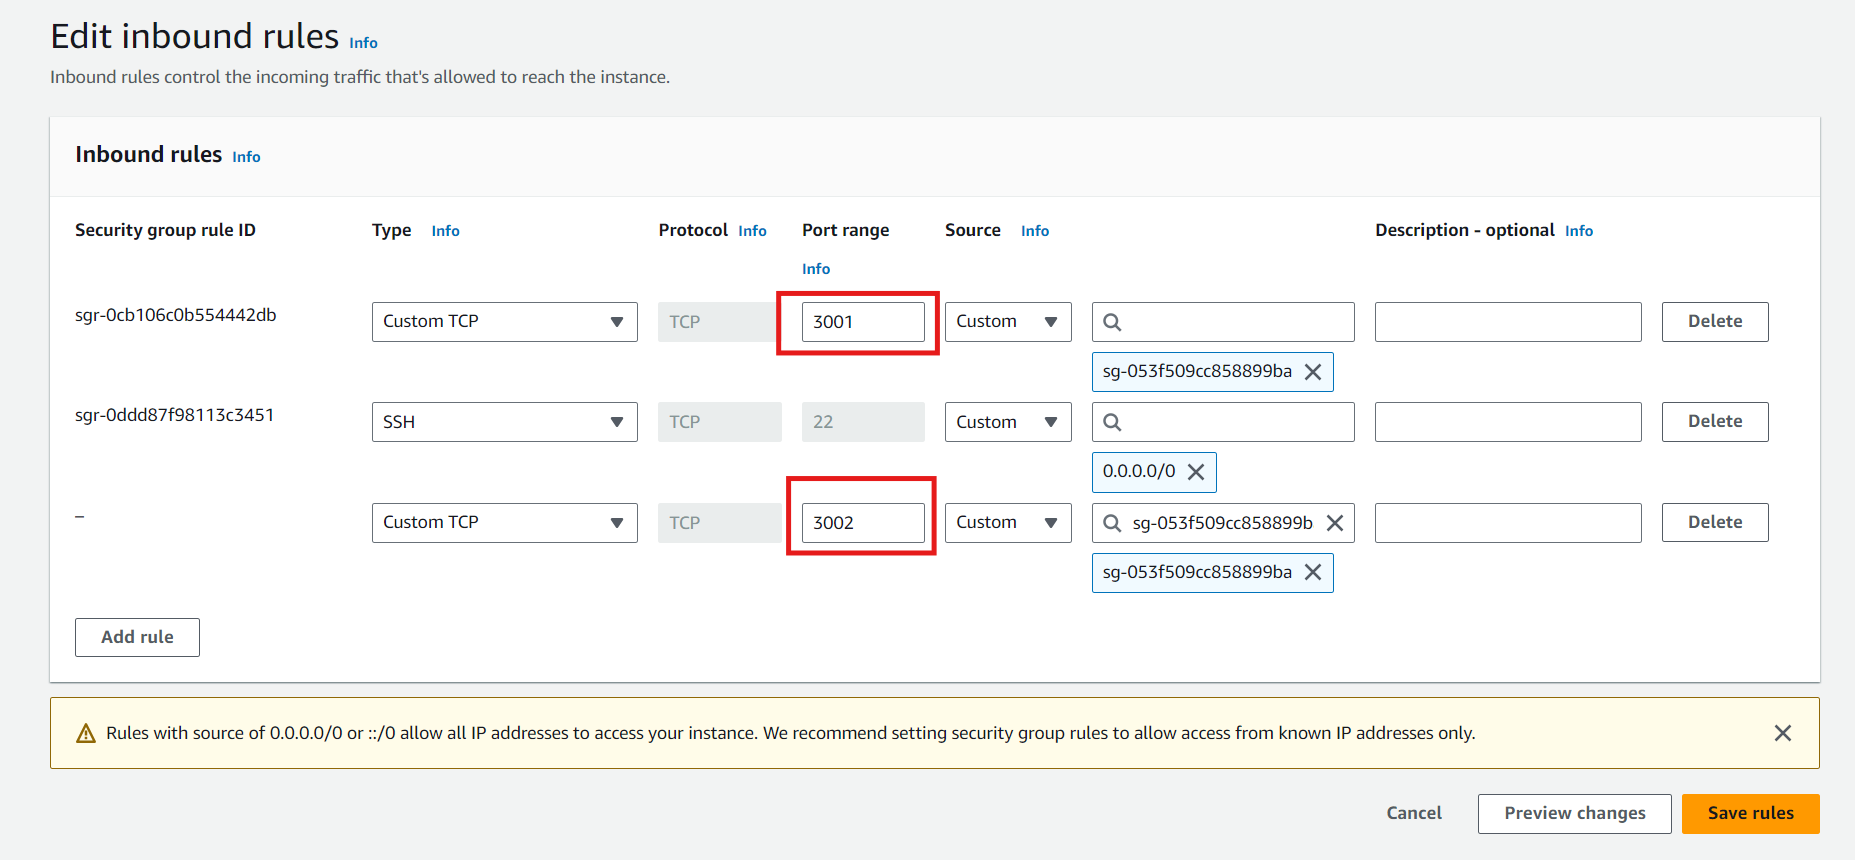 Edit inbound rules Info
Inbound rules control the incoming traffic that's allowed to reach the instance.
Inbound rules Info
Security group rule ID Type Info Protocol Info Port range Info Source Info Description - optional Info
sgr-0cb106c0b554442db Custom TCP TCP 3001 Custom Delete
sg-053f509cc858899ba
sgr-0ddd87f98113c3451 SSH TCP 22 Custom Delete
0.0.0.0/0
– Custom TCP TCP 3002 Custom sg-053f509cc858899b Delete
sg-053f509cc858899ba
Add rule
Rules with source of 0.0.0.0/0 or ::/0 allow all IP addresses to access your instance. We recommend setting security group rules to allow access from known IP addresses only.
Cancel Preview changes Save rules